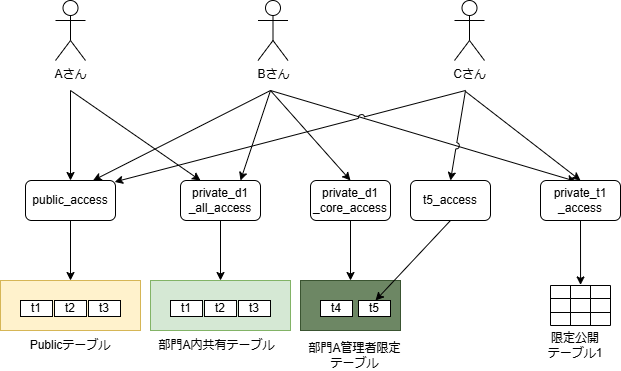 Aさん
Bさん
Cさん
public_access
private_d1
_all_access
private_d1
_core_access
t5_access
private_t1
_access
t1 t2 t3
t1 t2 t3
t4 t5
Publicテーブル
部門A内共有テーブル
部門A管理者限定
テーブル
限定公開
テーブル1